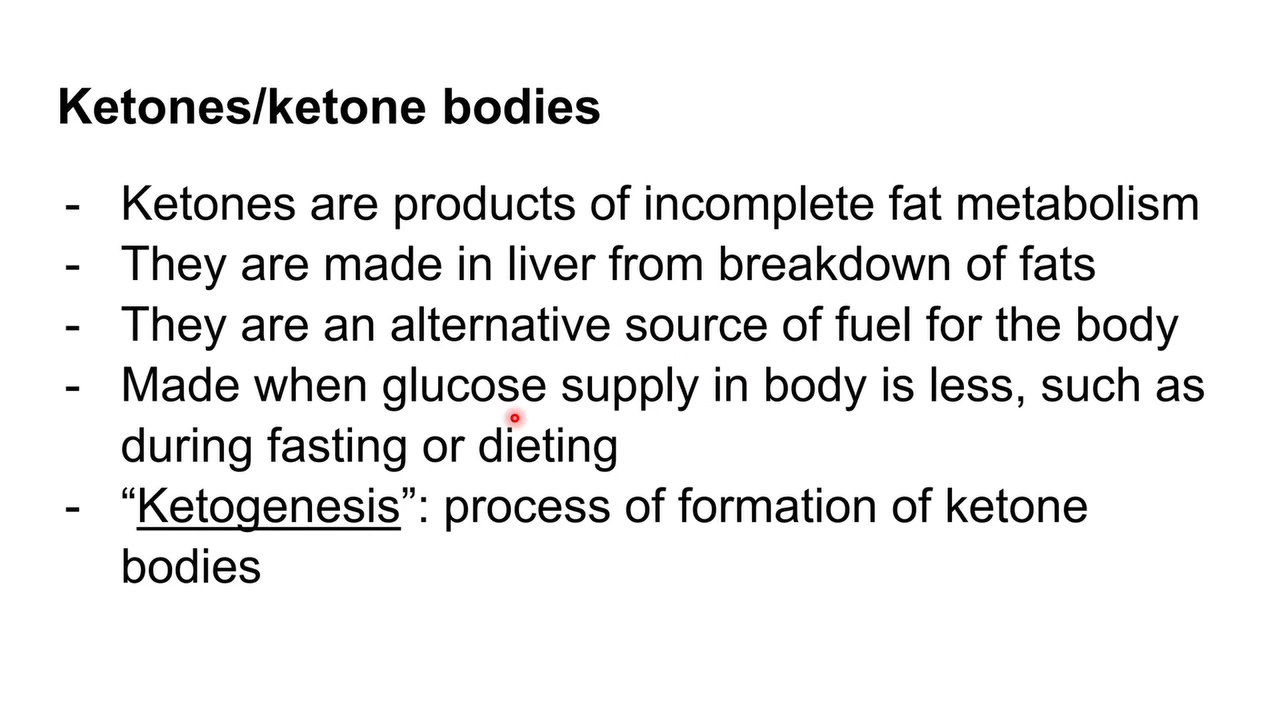 Ketones/ketone bodies
- Ketones are products of incomplete fat metabolism
- They are made in liver from breakdown of fats
- They are an alternative source of fuel for the body
- Made when glucose supply in body is less, such as
during fasting or dieting
- “Ketogenesis”: process of formation of ketone
bodies